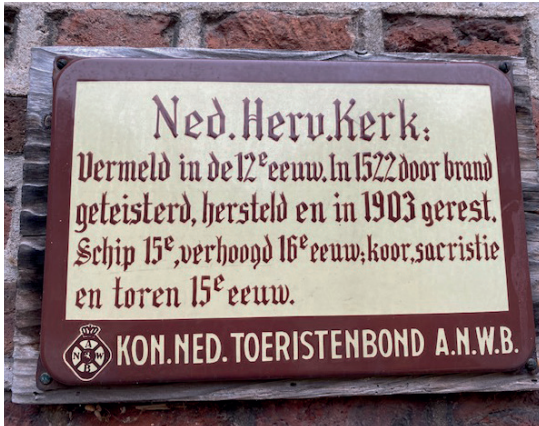 Ned. Herv. Kerk:
Vermeld in de 12e eeuw. In 1522 door brand
geteisterd, hersteld en in 1903 gerest.
Schip 15e, verhoogd 16e eeuw; koor, sacristie
en toren 15e eeuw.
A
N W
B
KON. NED. TOERISTENBOND A.N.W.B.